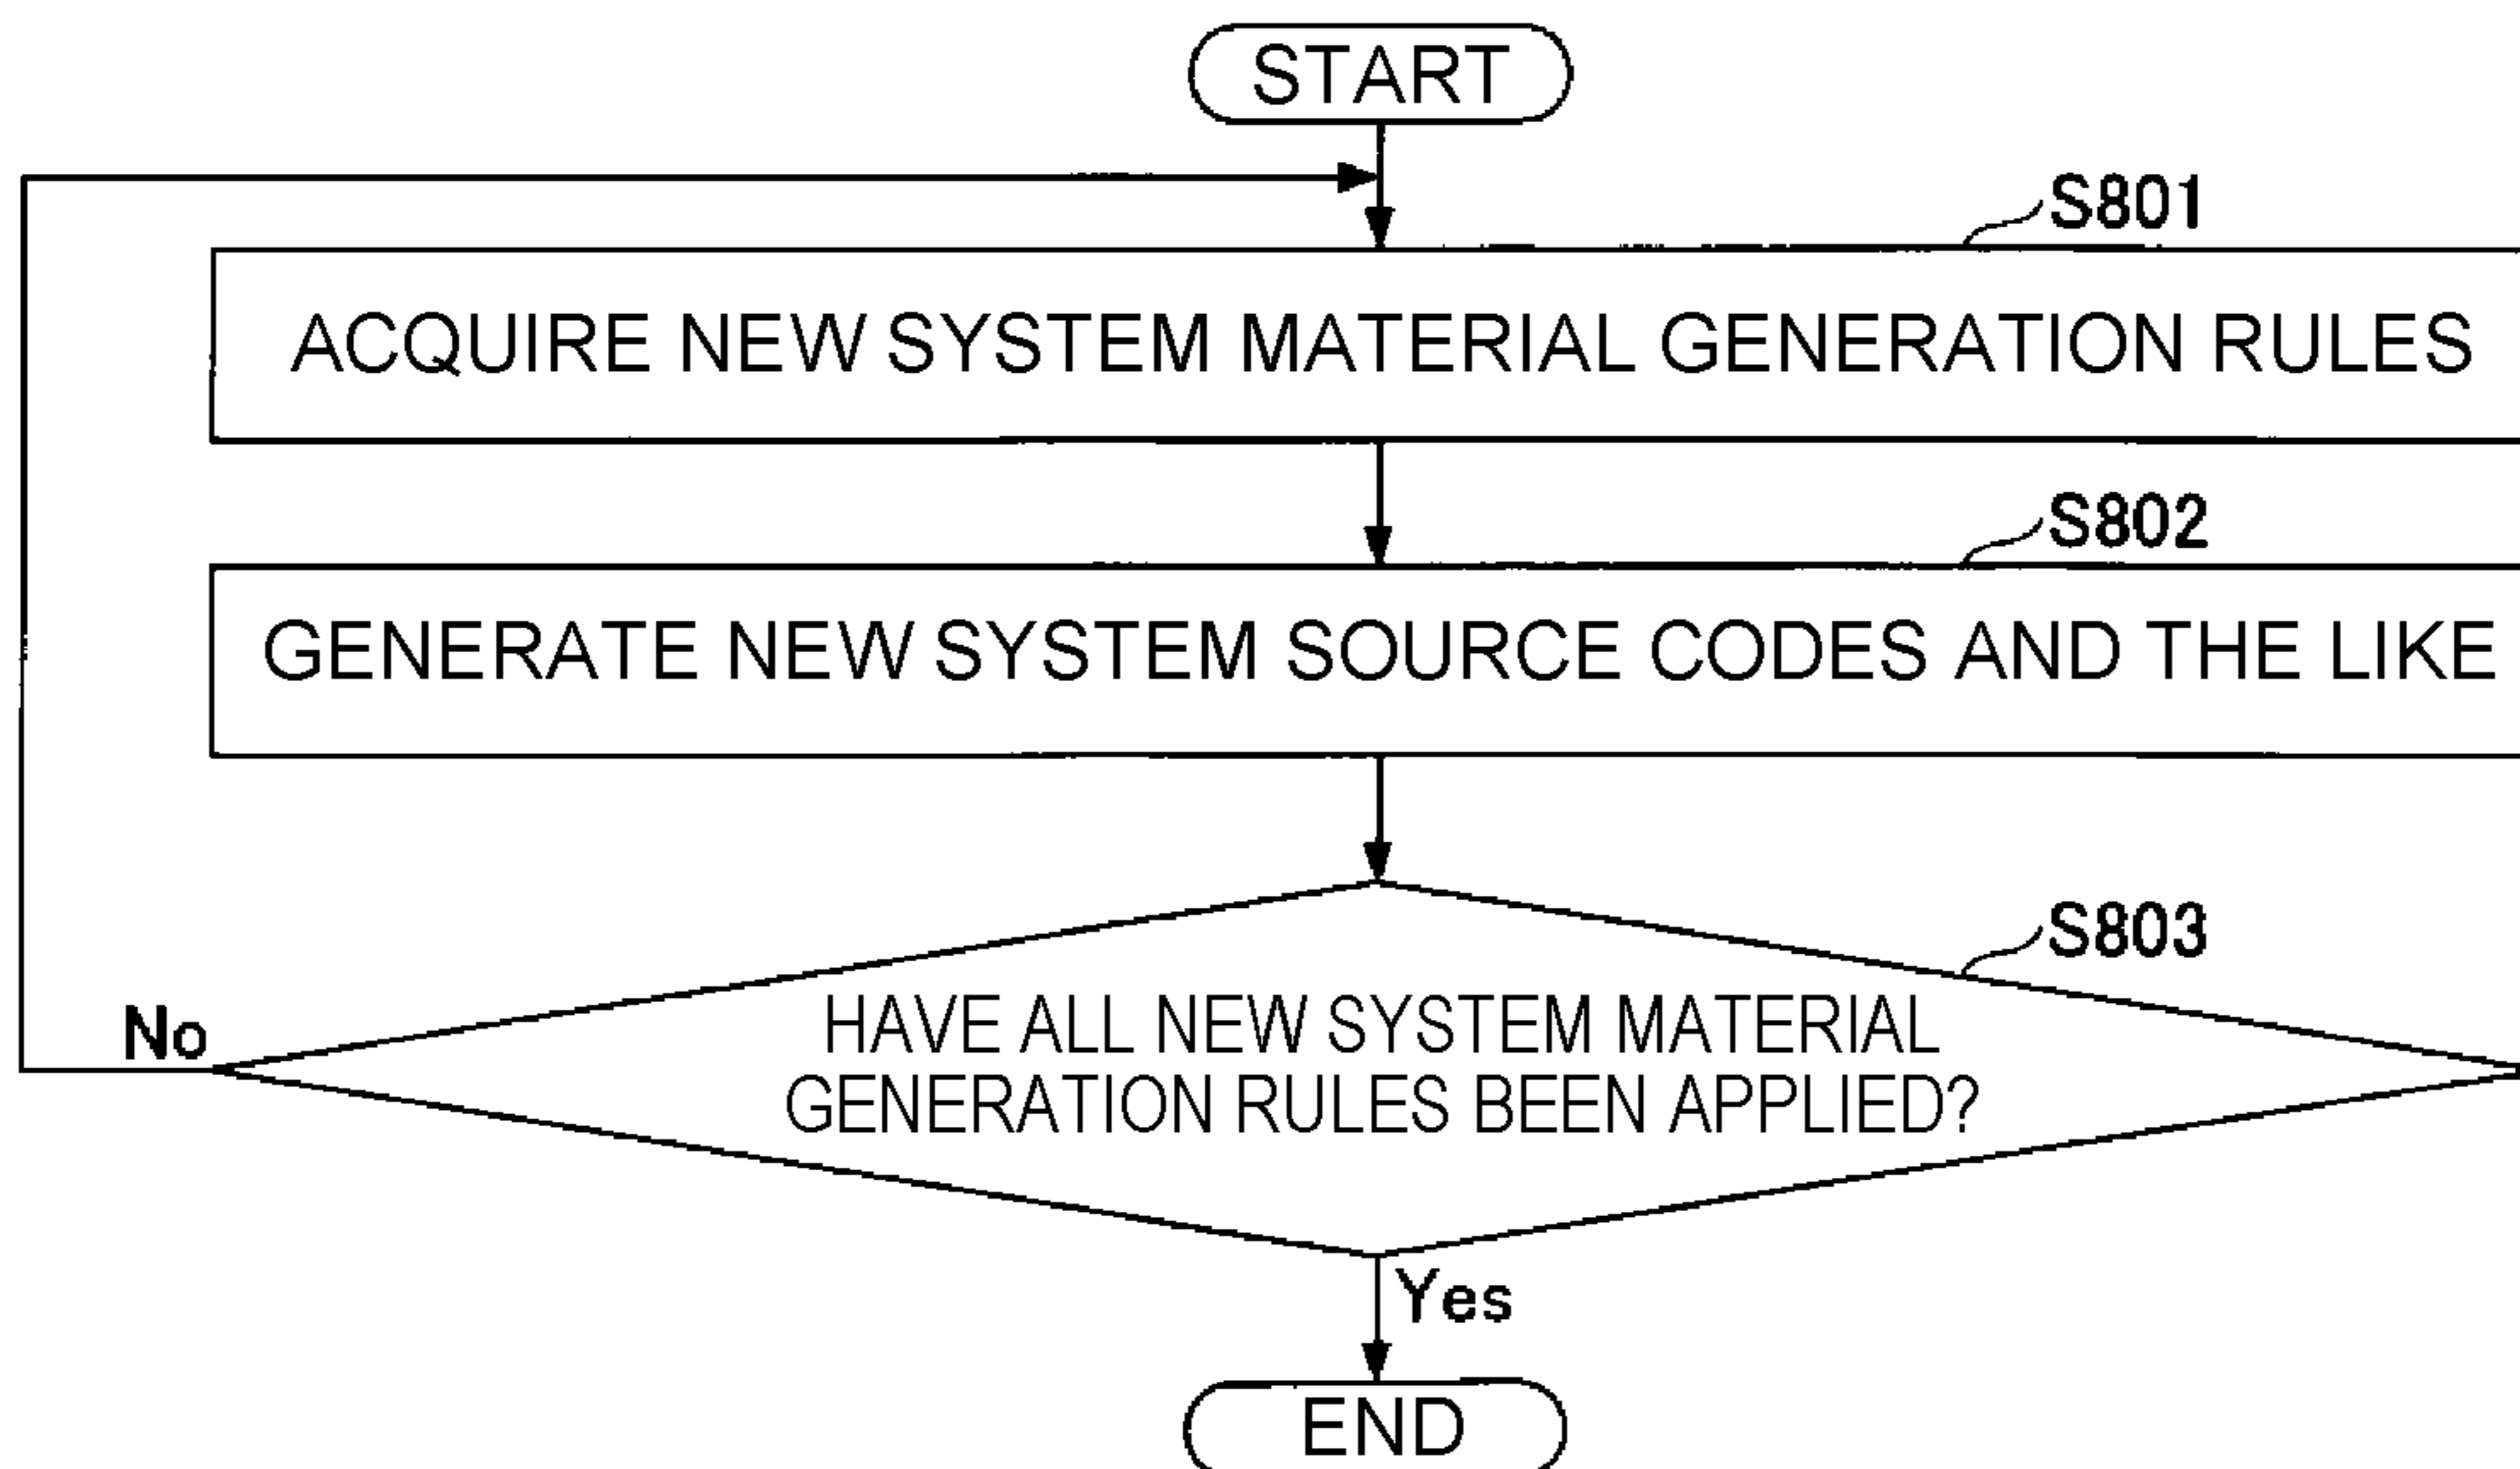 START
S801
ACQUIRE NEW SYSTEM MATERIAL GENERATION RULES
S802
GENERATE NEW SYSTEM SOURCE CODES AND THE LIKE
S803
HAVE ALL NEW SYSTEM MATERIAL
GENERATION RULES BEEN APPLIED?
No
Yes
END